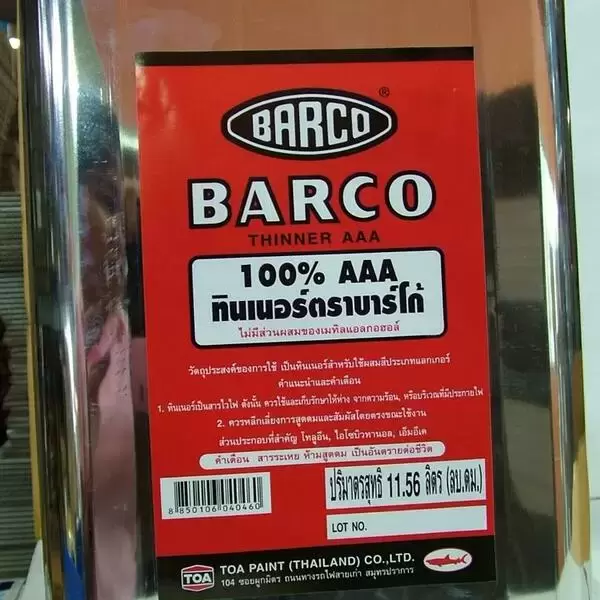 BARCO ®
BARCO
THINNER AAA
100% AAA
ทินเนอร์ตราบาร์โก้
ไม่มีส่วนผสมของเมทิลแอลกอฮอล์
วัตถุประสงค์ของการใช้ เป็นทินเนอร์สำหรับใช้ผสมสีประเภทแลกเกอร์
คำแนะนำและคำเตือน
1. ทินเนอร์เป็นสารไวไฟ ดังนั้น ควรใช้และเก็บรักษาให้ห่าง จากความร้อน, หรือบริเวณที่มีประกายไฟ
2. ควรหลีกเลี่ยงการสูดดมและสัมผัสโดยตรงขณะใช้งาน
ส่วนประกอบที่สำคัญ โทลูอีน, ไอโซบิวทานอล, เอ็มอีเค
คำเตือน สารระเหย ห้ามสูดดม เป็นอันตรายต่อชีวิต
ปริมาตรสุทธิ 11.56 ลิตร (ลบ.ดม.)
8 850106 040460
LOT NO.
TOA
TOA PAINT (THAILAND) CO.,LTD.
104 ซอยผูกมิตร ถนนทางรถไฟสายเก่า สมุทรปราการ